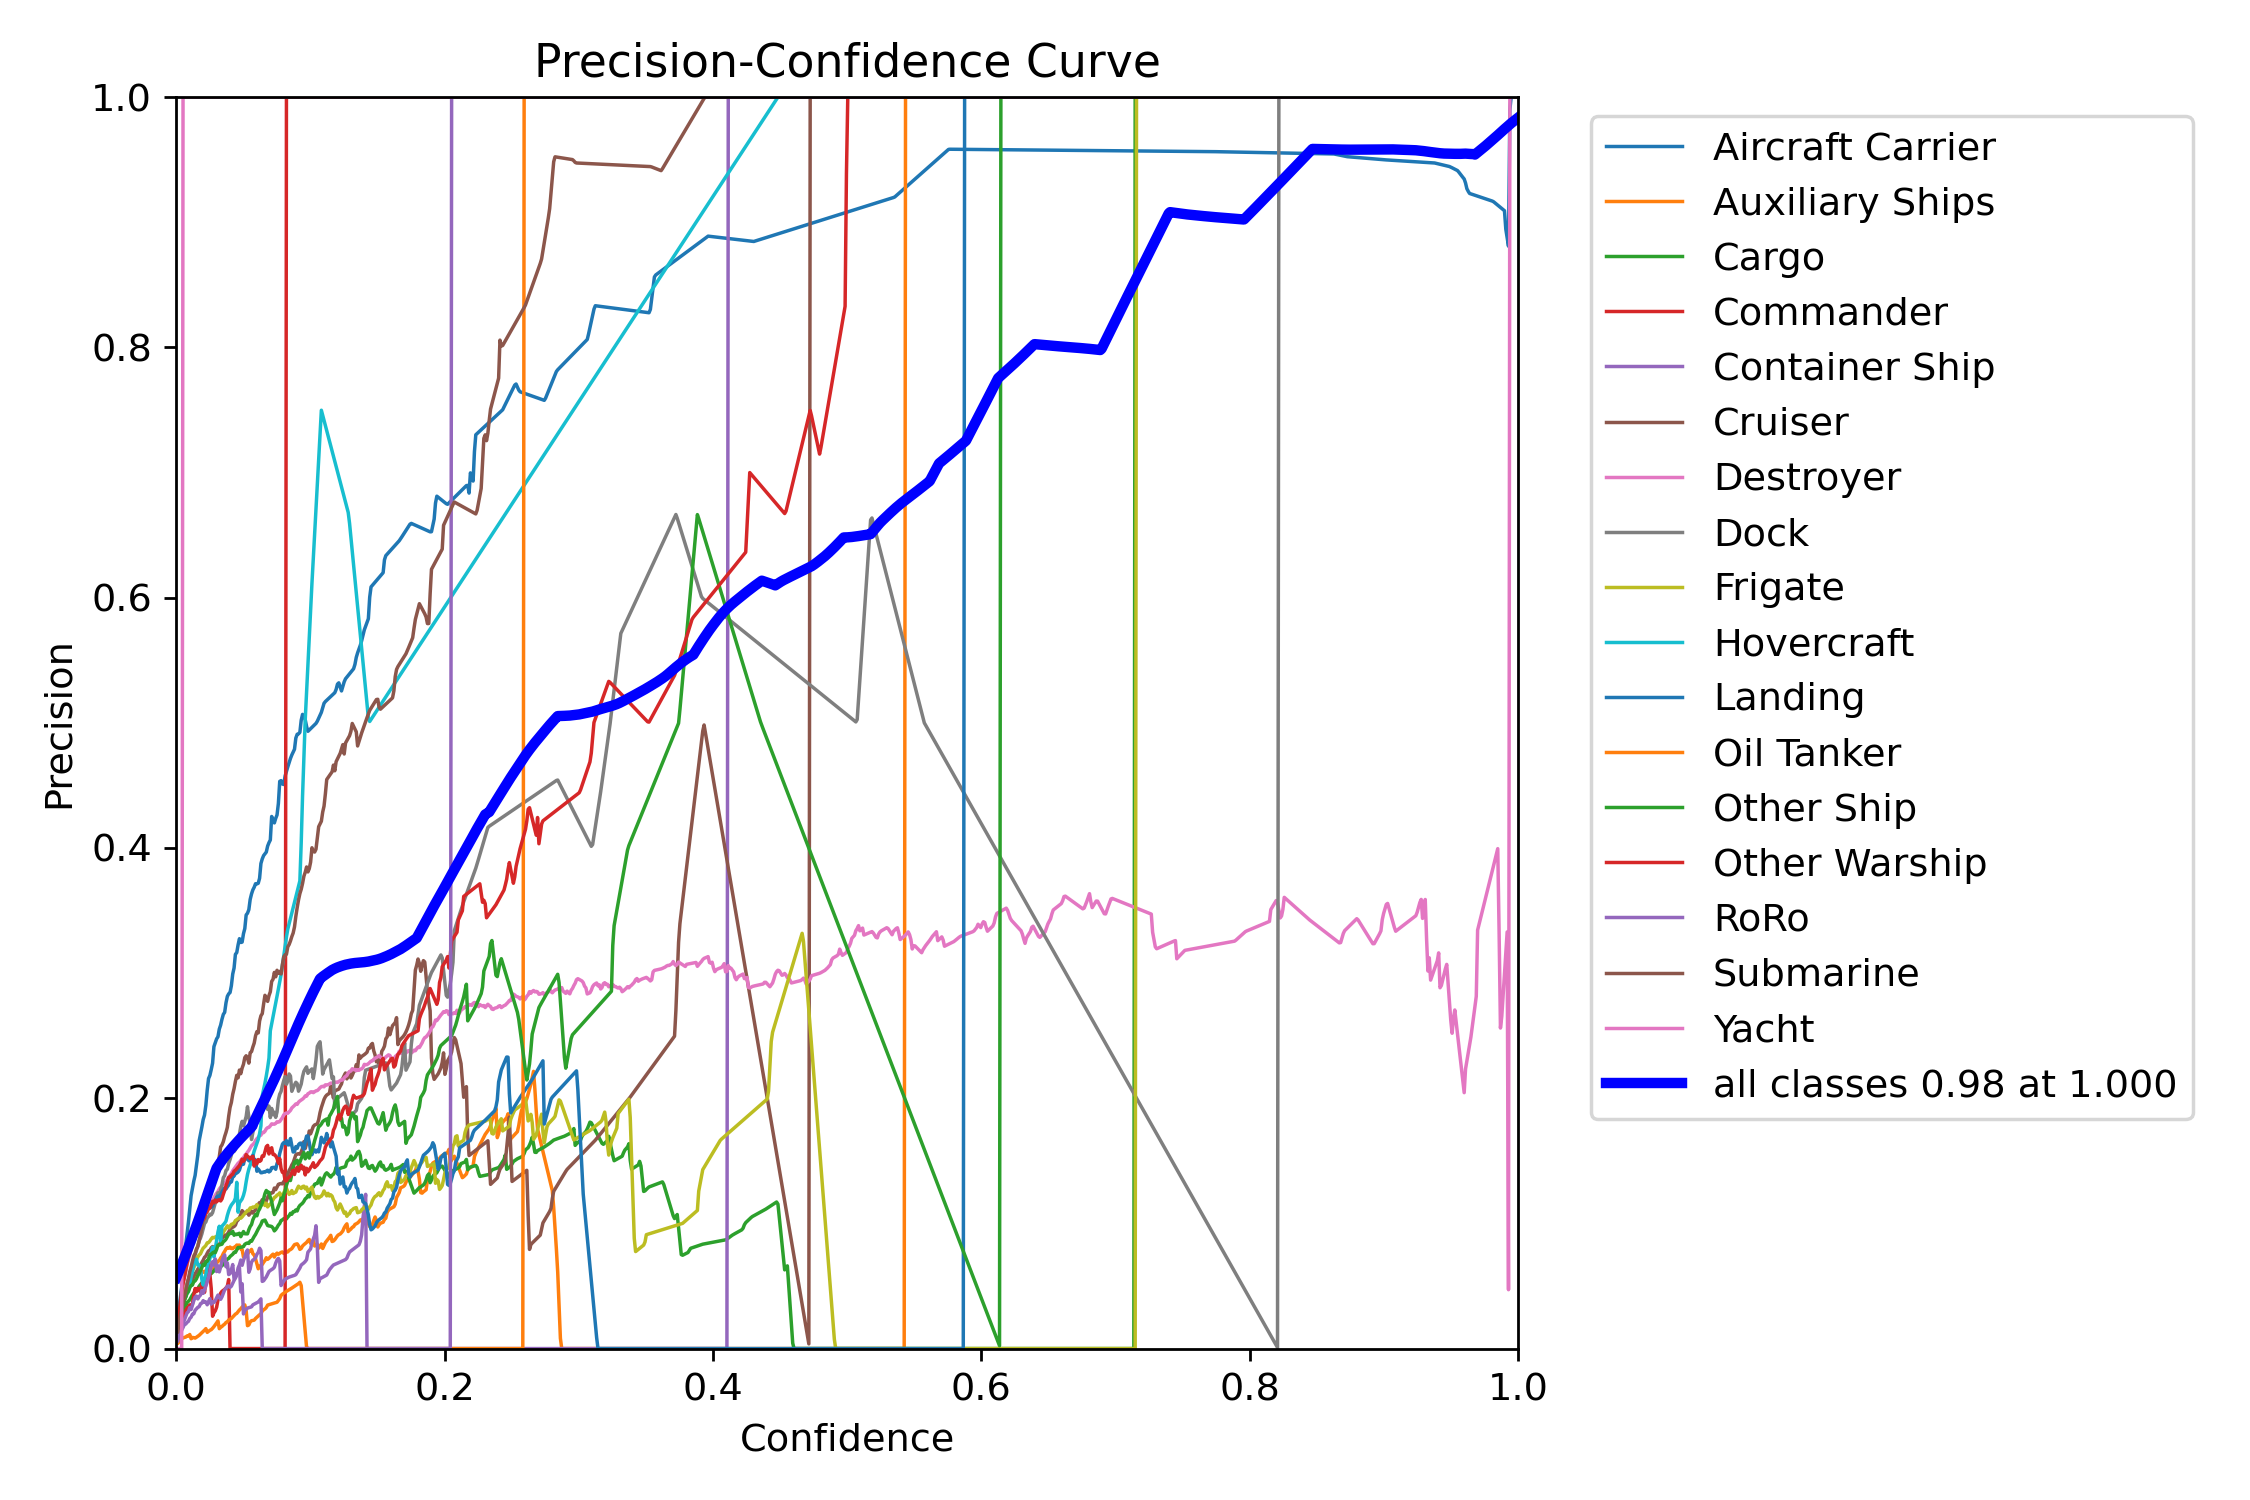 Precision-Confidence Curve
1.0
0.8
0.6
0.4
0.2
0.0
Precision
0.0 0.2 0.4 0.6 0.8 1.0
Confidence
Aircraft Carrier
Auxiliary Ships
Cargo
Commander
Container Ship
Cruiser
Destroyer
Dock
Frigate
Hovercraft
Landing
Oil Tanker
Other Ship
Other Warship
RoRo
Submarine
Yacht
all classes 0.98 at 1.000